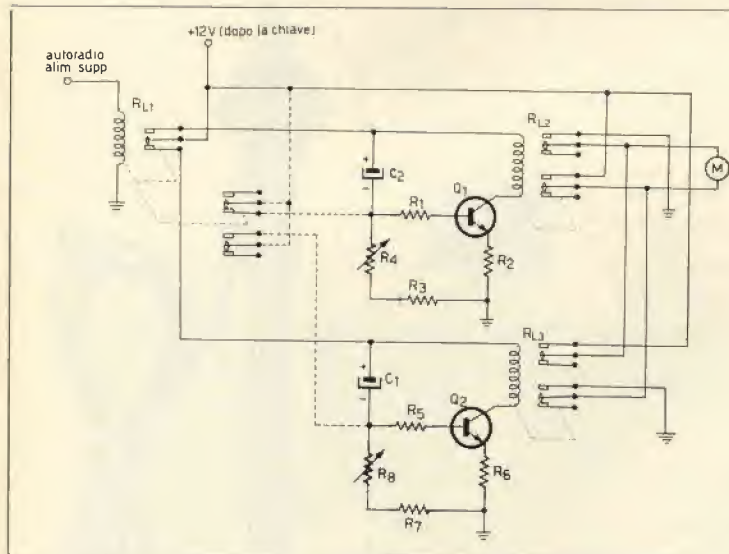 +12V (dopo la chiave)
autoradio
alim supp
RL1
RL2
C2
Q1
M
R1
R4
R2
R3
RL3
C1
Q2
R5
R8
R6
R7